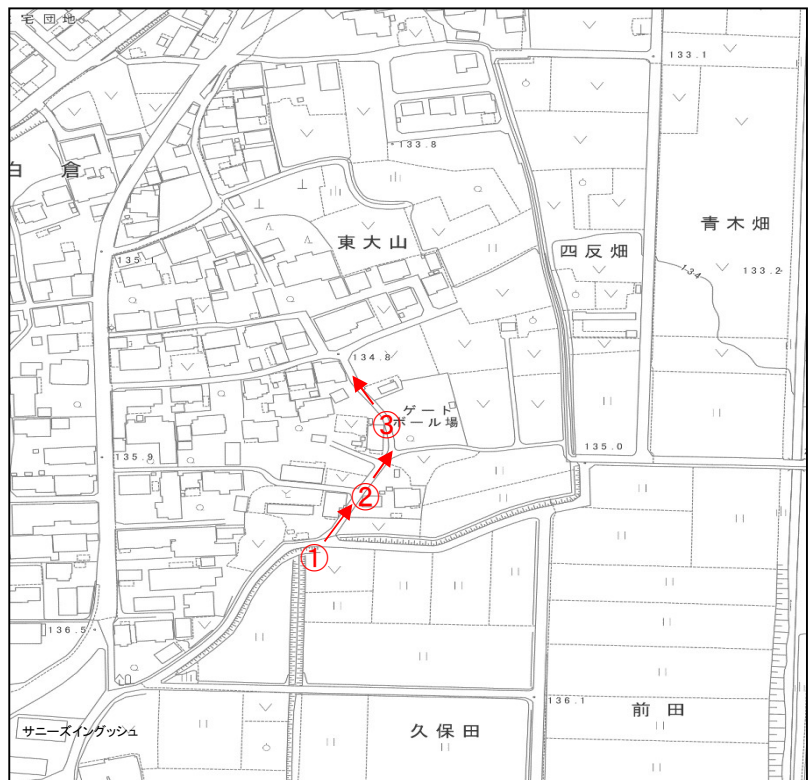 宅団地
133.1
133.8
白倉
東大山
青木畑
四反畑
135.1
134
133.2
134.8
ゲート
ボール場
③
135.0
135.9
②
①
136.5
136.1
前田
久保田
サニーズイングッシュ